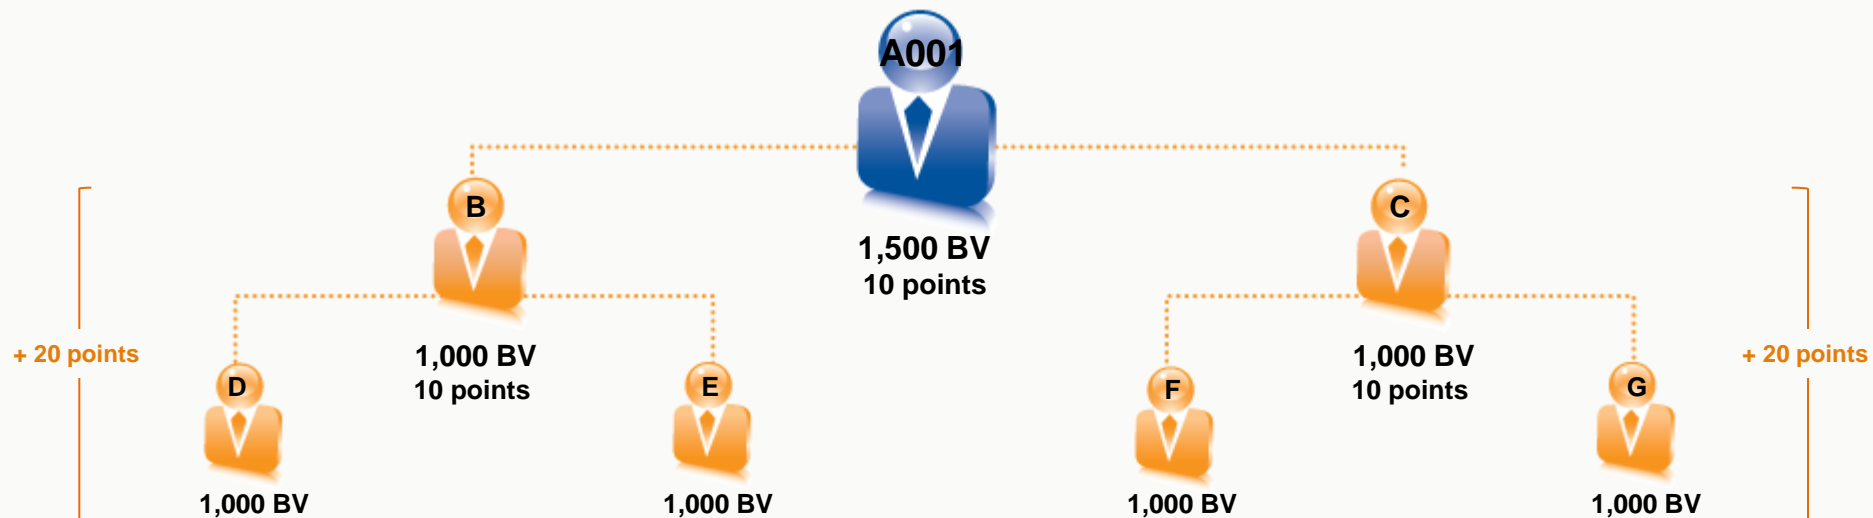 A001
B
C
1,500 BV
10 points
+ 20 points
1,000 BV
10 points
1,000 BV
10 points
+ 20 points
D
E
F
G
1,000 BV
1,000 BV
1,000 BV
1,000 BV